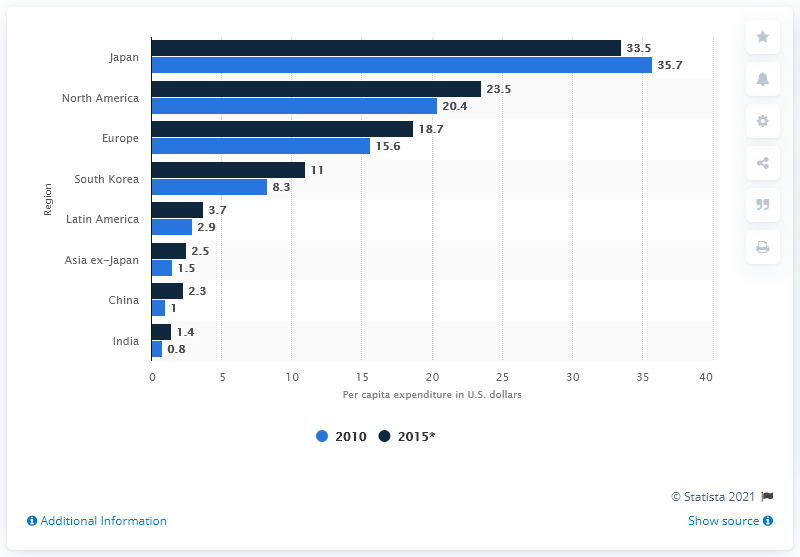 Japan
33.5
35.7
North America
23.5
20.4
Europe
18.7
15.6
South Korea
11
8.3
Latin America
3.7
2.9
Asia ex-Japan
2.5
1.5
China
2.3
1
India
1.4
0.8
Region
0 5 10 15 20 25 30 35 40
Per capita expenditure in U.S. dollars
2010 2015*
© Statista 2021
Additional Information Show source